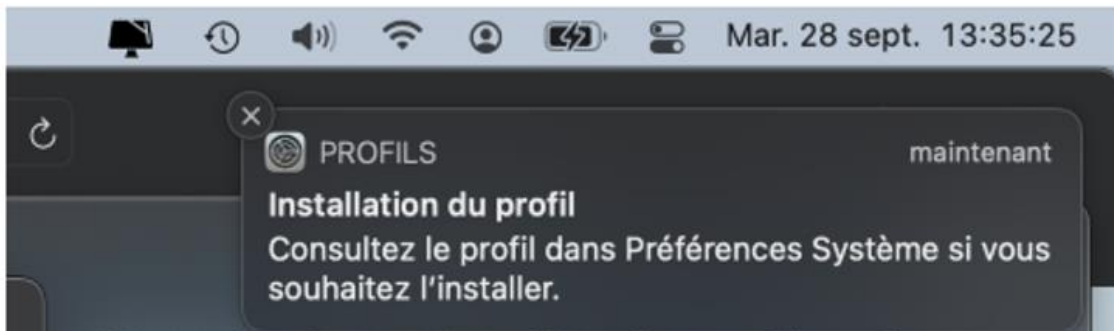 Mar. 28 sept. 13:35:25
PROFILS maintenant
Installation du profil
Consultez le profil dans Préférences Système si vous
souhaitez l'installer.